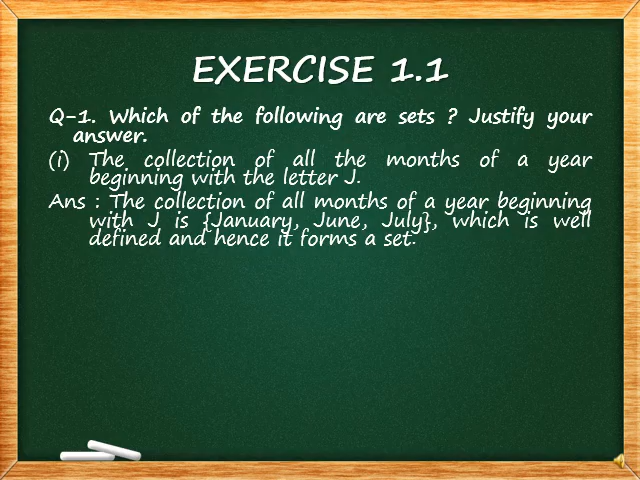 EXERCISE 1.1
Q-1. Which of the following are sets ? Justify your
answer.
(i) The collection of all the months of a year
beginning with the letter J.
Ans : The collection of all months of a year beginning
with J is {January, June, July}, which is well
defined and hence it forms a set.